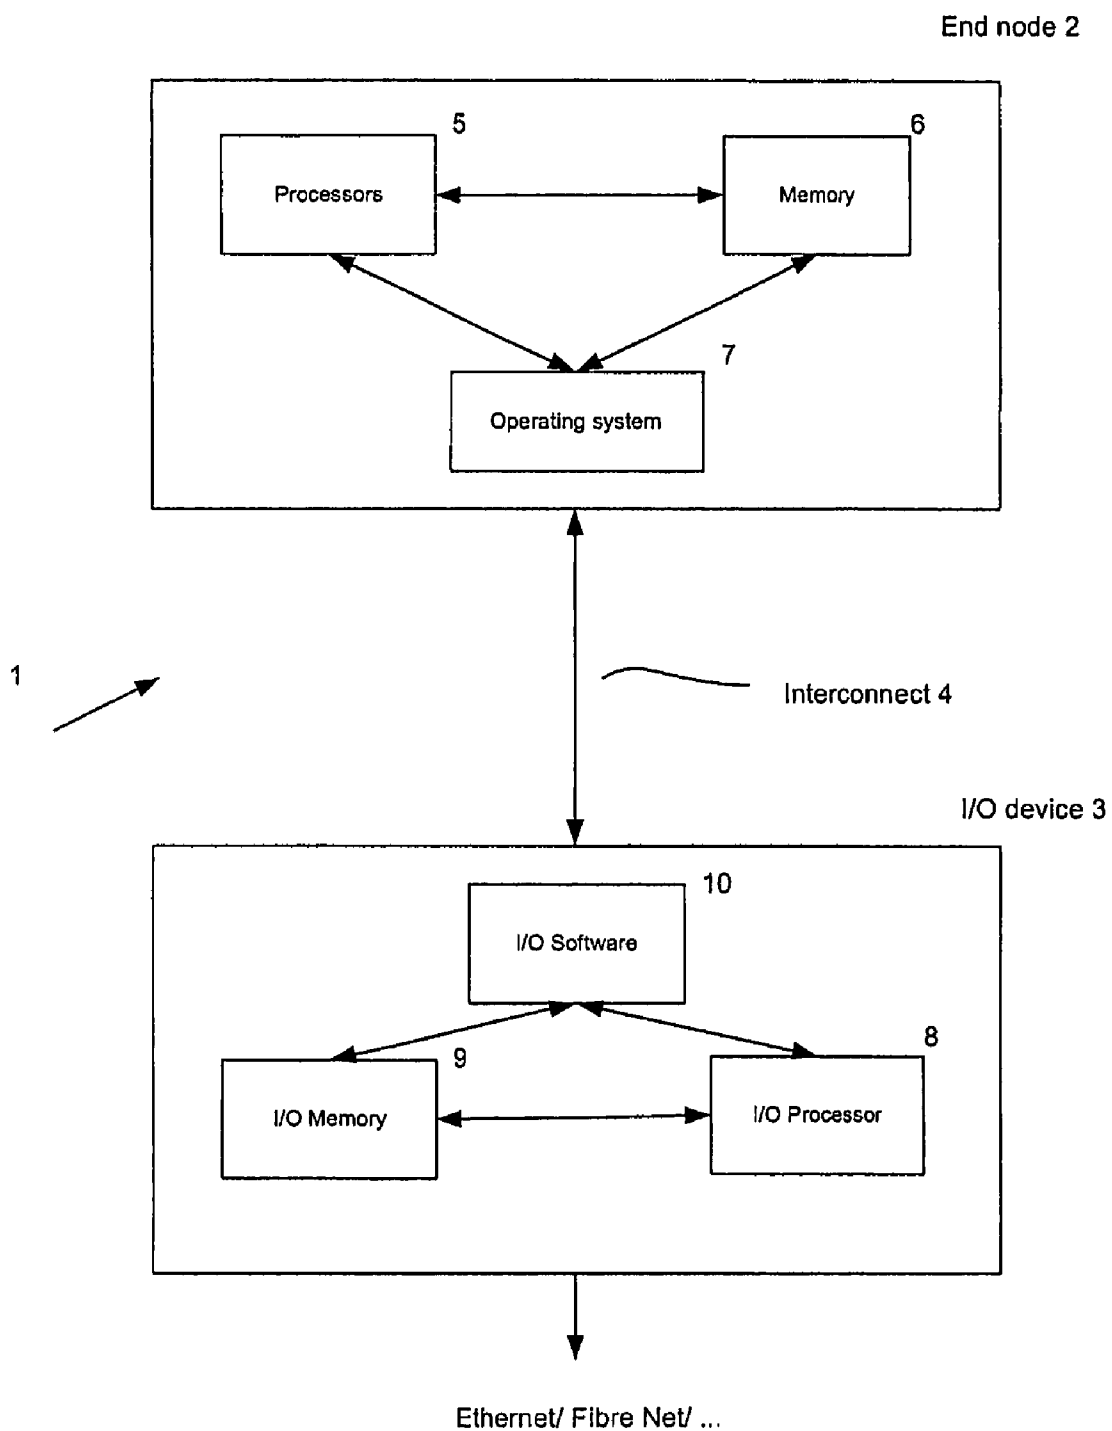 End node 2
5
6
Processors
Memory
7
Operating system
1
Interconnect 4
I/O device 3
10
I/O Software
8
9
I/O Memory
I/O Processor
Ethernet/ Fibre Net/ ...